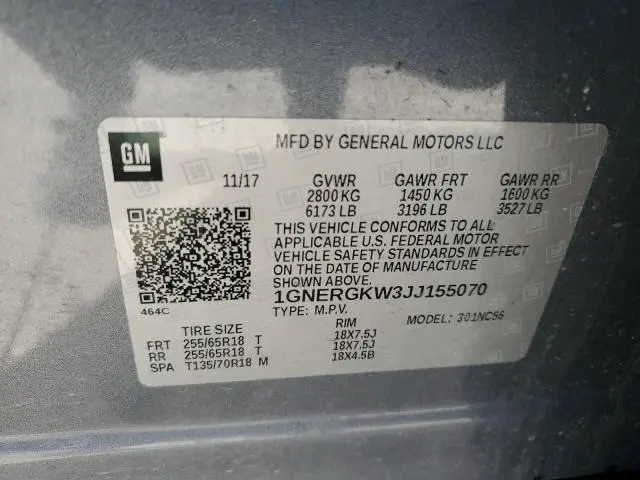 GM
MFD BY GENERAL MOTORS LLC
11/17 GVWR GAWR FRT GAWR RR
2800 KG 1450 KG 1600 KG
6173 LB 3196 LB 3527 LB
THIS VEHICLE CONFORMS TO ALL
APPLICABLE U.S. FEDERAL MOTOR
VEHICLE SAFETY STANDARDS IN EFFECT
ON THE DATE OF MANUFACTURE
SHOWN ABOVE.
1GNERGKW3JJ155070
464C
TYPE: M.P.V. MODEL: 301NC56
TIRE SIZE RIM
FRT 255/65R18 T 18X7.5J
RR 255/65R18 T 18X7.5J
SPA T135/70R18 M 18X4.5B